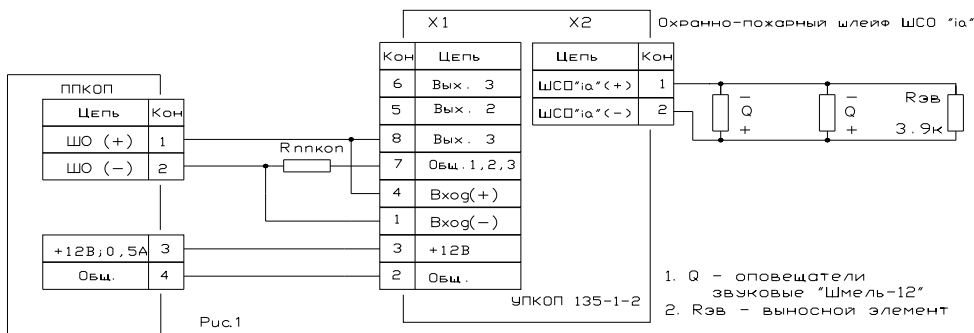 X1 X2 Охранно-пожарный шлейф ШСО "ia"
Кон Цепь Цепь Кон
6 Вых. 3 ШСО"ia"(+) 1
5 Вых. 2 ШСО"ia"(-) 2
8 Вых. 3
7 Общ.1,2,3
4 Вход(+)
1 Вход(-)
3 +12В
2 Общ.
УПКОП 135-1-2
ППКОП
Цепь Кон
ШО (+) 1
ШО (-) 2
+12В;0,5А 3
Общ. 4
Rппкоп
- Q +
- Q +
Rэв
3.9к
1. Q - оповещатели
звуковые "Шмель-12"
2. Rэв - выносной элемент
Рис.1